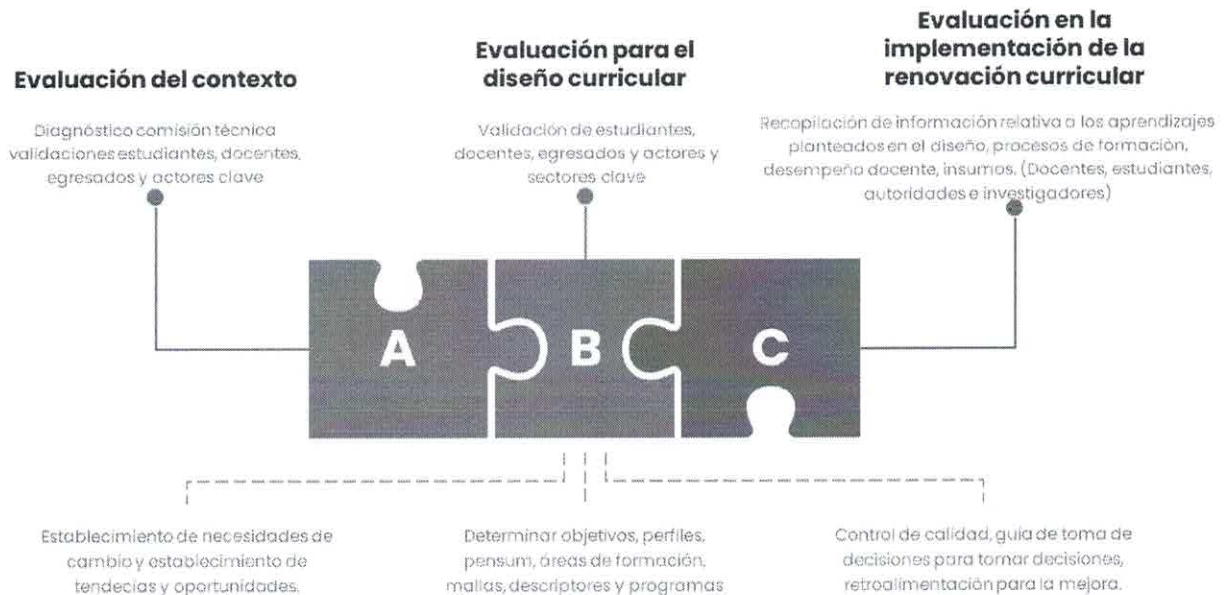 Evaluación del contexto
Diagnóstico comisión técnica
validaciones estudiantes, docentes,
egresados y actores clave
Evaluación para el
diseño curricular
Validación de estudiantes,
docentes, egresados y actores y
sectores clave
Evaluación en la
implementación de la
renovación curricular
Recopilación de información relativa a los aprendizajes
planteados en el diseño, procesos de formación,
desempeño docente, insumos. (Docentes, estudiantes,
autoridades e investigadores)
A
B
C
Establecimiento de necesidades de
cambio y establecimiento de
tendecias y oportunidades.
Determinar objetivos, perfiles,
pensum, áreas de formación,
mallas, descriptores y programas
Control de calidad, guía de toma de
decisiones para tomar decisiones,
retroalimentación para la mejora.